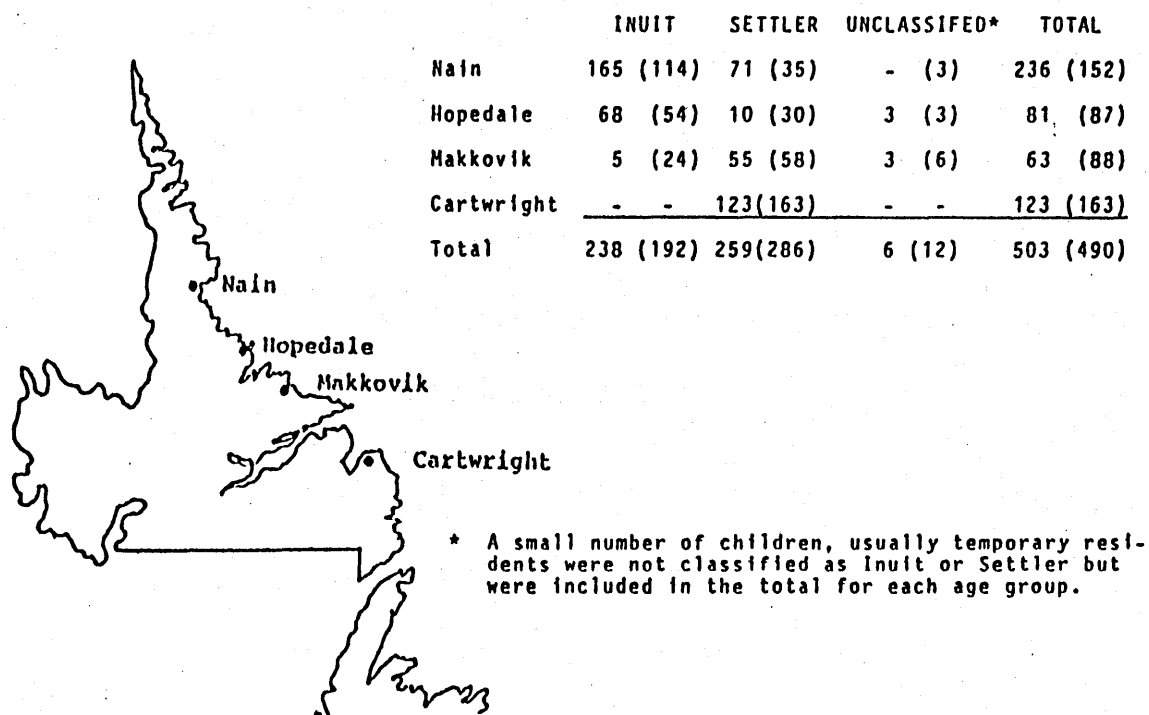 INUIT SETTLER UNCLASSIFED* TOTAL
Nain 165 (114) 71 (35) - (3) 236 (152)
Hopedale 68 (54) 10 (30) 3 (3) 81 (87)
Makkovik 5 (24) 55 (58) 3 (6) 63 (88)
Cartwright - - 123(163) - - 123 (163)
Total 238 (192) 259(286) 6 (12) 503 (490)
Nain
Hopedale
Makkovik
Cartwright
* A small number of children, usually temporary resi-
dents were not classified as Inuit or Settler but
were included in the total for each age group.